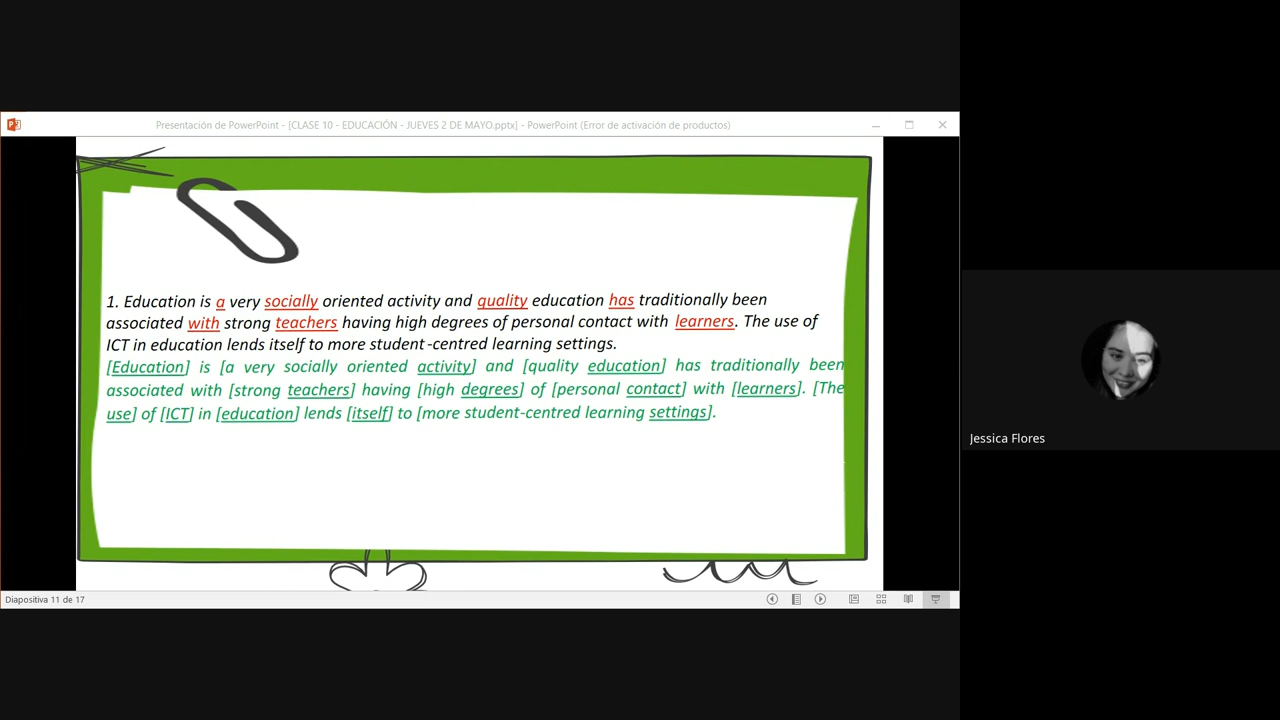 Presentación de PowerPoint - [CLASE 10 - EDUCACIÓN - JUEVES 2 DE MAYO.pptx] - PowerPoint (Error de activación de productos)
1. Education is a very socially oriented activity and quality education has traditionally been
associated with strong teachers having high degrees of personal contact with learners. The use of
ICT in education lends itself to more student-centred learning settings.
[Education] is [a very socially oriented activity] and [quality education] has traditionally been
associated with [strong teachers] having [high degrees] of [personal contact] with [learners]. [The
use] of [ICT] in [education] lends [itself] to [more student-centred learning settings].
Jessica Flores
Diapositiva 11 de 17